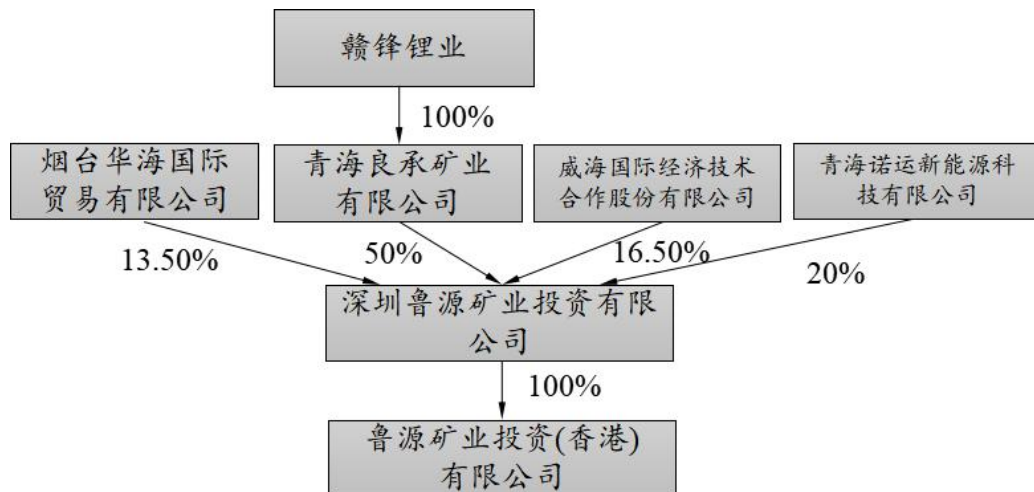 赣锋锂业
100%
烟台华海国际
贸易有限公司
青海良承矿业
有限公司
威海国际经济技术
合作股份有限公司
青海诺运新能源科
技有限公司
13.50%
50%
16.50%
20%
深圳鲁源矿业投资有限
公司
100%
鲁源矿业投资(香港)
有限公司